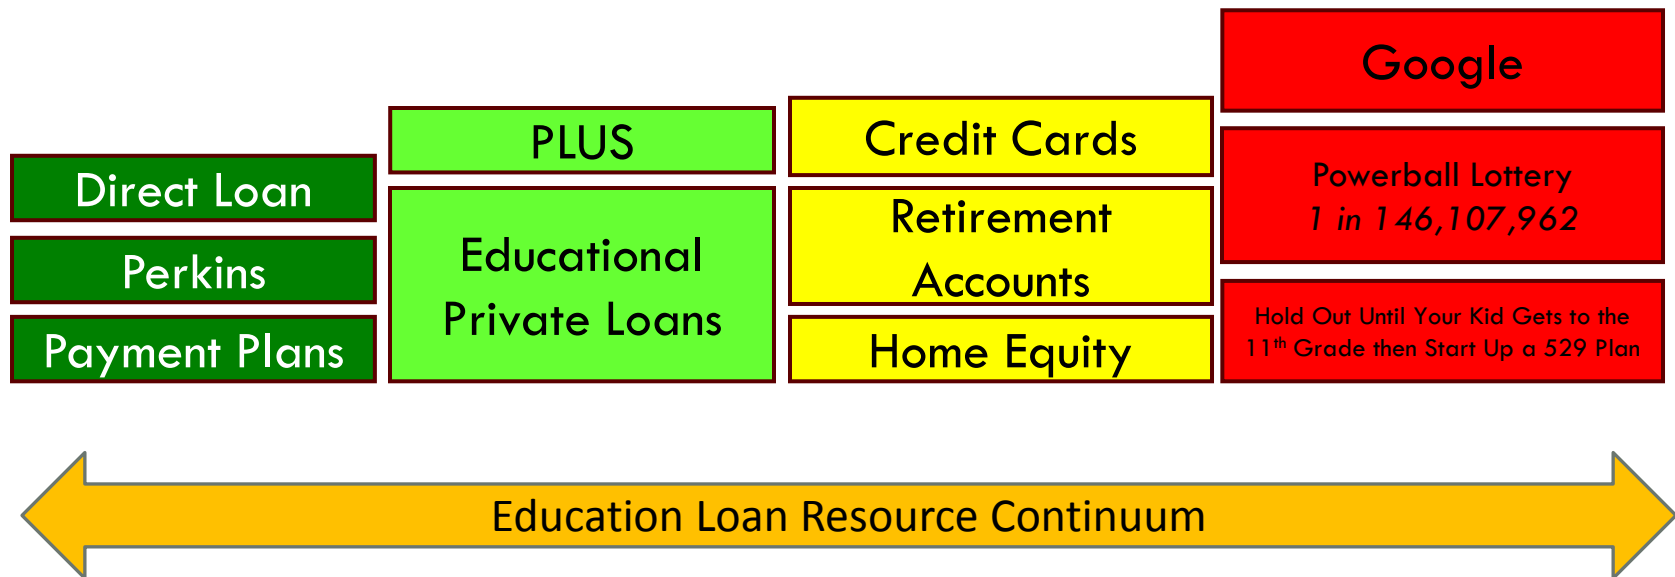 Direct Loan
Perkins
Payment Plans
PLUS
Educational
Private Loans
Credit Cards
Retirement
Accounts
Home Equity
Google
Powerball Lottery
1 in 146,107,962
Hold Out Until Your Kid Gets to the
11th Grade then Start Up a 529 Plan
Education Loan Resource Continuum